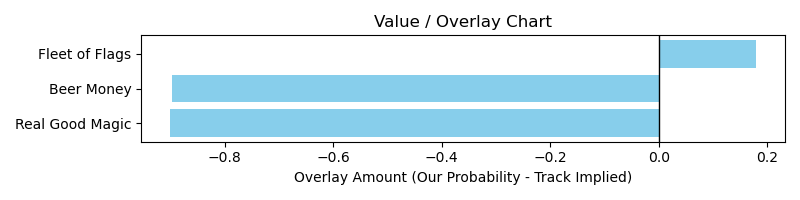 Value / Overlay Chart
Fleet of Flags
Beer Money
Real Good Magic
−0.8 −0.6 −0.4 −0.2 0.0 0.2
Overlay Amount (Our Probability - Track Implied)